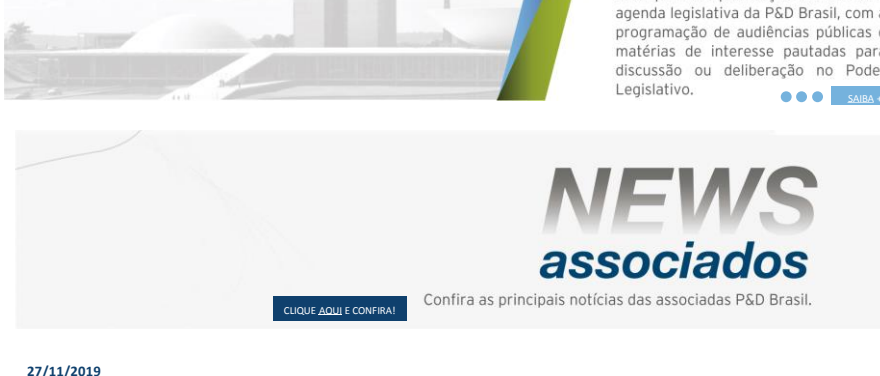 agenda legislativa da P&D Brasil, com a
programação de audiências públicas e
matérias de interesse pautadas para
discussão ou deliberação no Poder
Legislativo.
SAIBA +
NEWS
associados
Confira as principais notícias das associadas P&D Brasil.
CLIQUE AQUI E CONFIRA!
27/11/2019